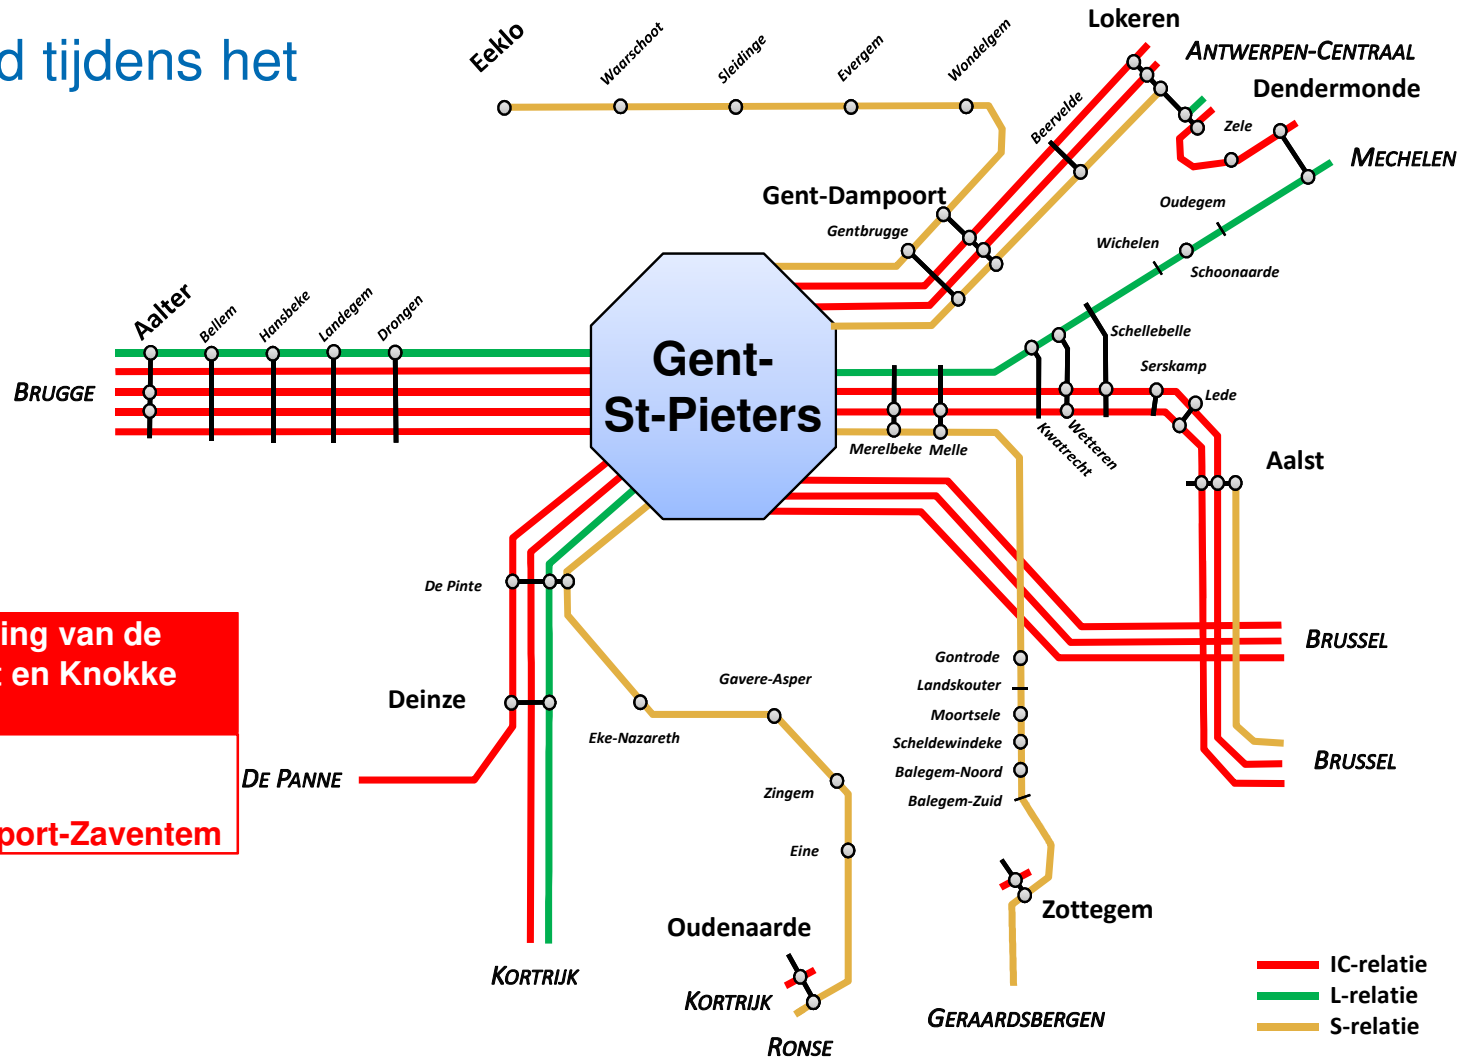 d tijdens het
Eeklo
Waarschoot
Sleidinge
Evergem
Wondelgem
Lokeren
ANTWERPEN-CENTRAAL
Dendermonde
Beervelde
Zele
MECHELEN
Gent-Dampoort
Gentbrugge
Oudegem
Wichelen
Schoonaarde
Aalter
Bellem
Hansbeke
Landegem
Drongen
BRUGGE
Gent-
St-Pieters
Schellebelle
Serskamp
Lede
Merelbeke
Melle
Kwatrecht
Wetteren
Aalst
De Pinte
ing van de
t en Knokke
port-Zaventem
Deinze
DE PANNE
Eke-Nazareth
Gavere-Asper
Zingem
Eine
Gontrode
Landskouter
Moortsele
Scheldewindeke
Balegem-Noord
Balegem-Zuid
BRUSSEL
BRUSSEL
Zottegem
Oudenaarde
KORTRIJK
KORTRIJK
RONSE
GERAARDSBERGEN
IC-relatie
L-relatie
S-relatie